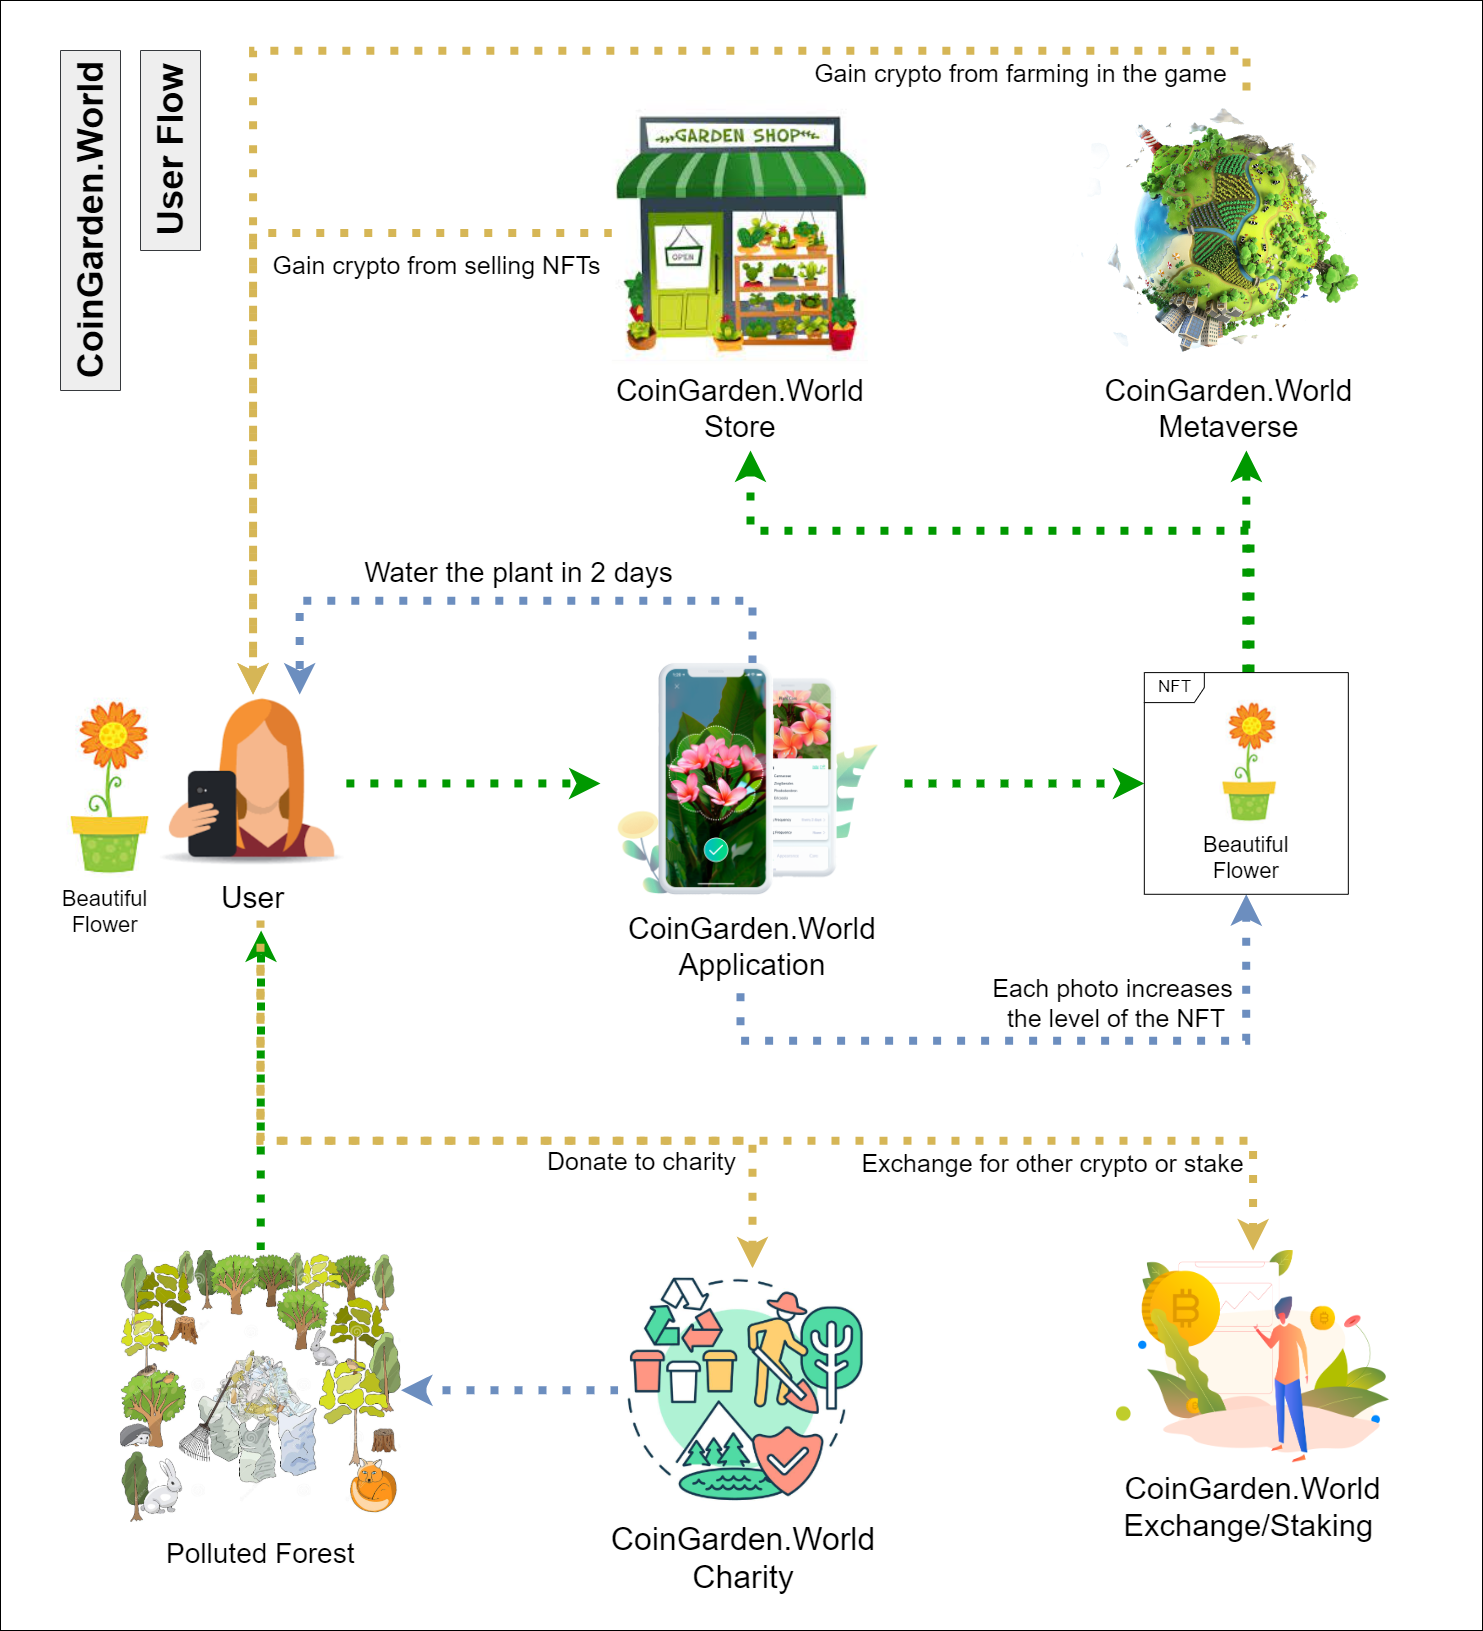 CoinGarden.World
User Flow
Gain crypto from farming in the game
GARDEN SHOP
OPEN
Gain crypto from selling NFTs
CoinGarden.World
Store
CoinGarden.World
Metaverse
Water the plant in 2 days
NFT
Beautiful
Flower
Beautiful
Flower
User
CoinGarden.World
Application
Each photo increases
the level of the NFT
Donate to charity
Exchange for other crypto or stake
Polluted Forest
CoinGarden.World
Charity
CoinGarden.World
Exchange/Staking